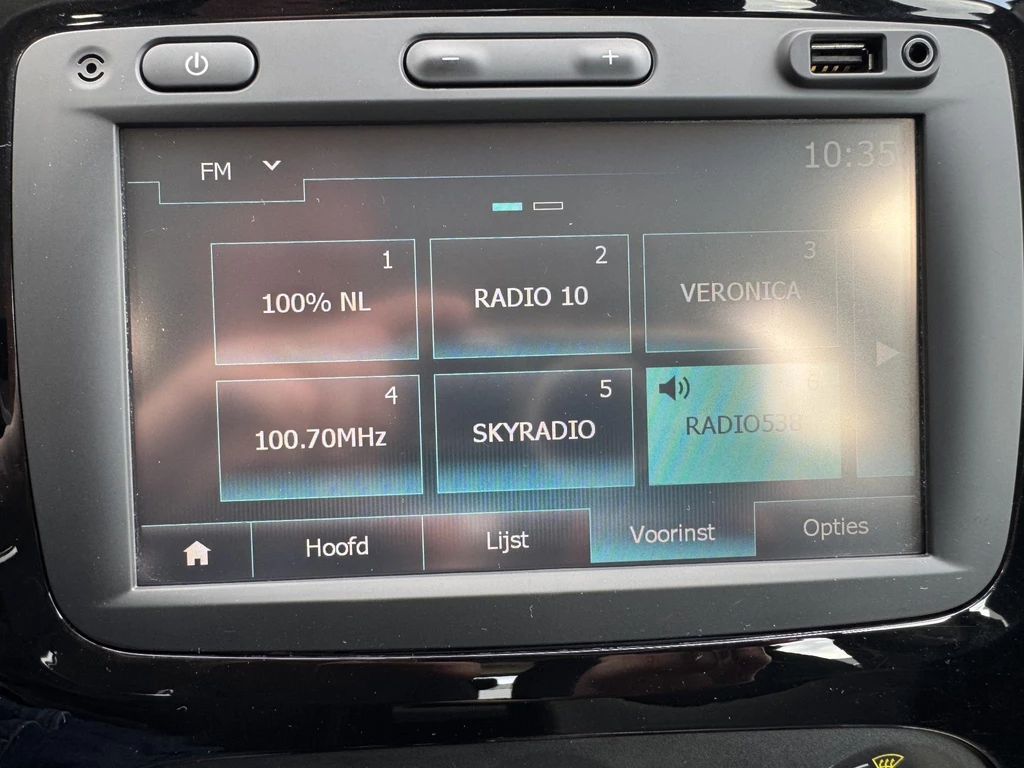 − +
FM
10:35
1
100% NL
2
RADIO 10
3
VERONICA
4
100.70MHz
5
SKYRADIO
6
RADIO538
Hoofd
Lijst
Voorinst
Opties